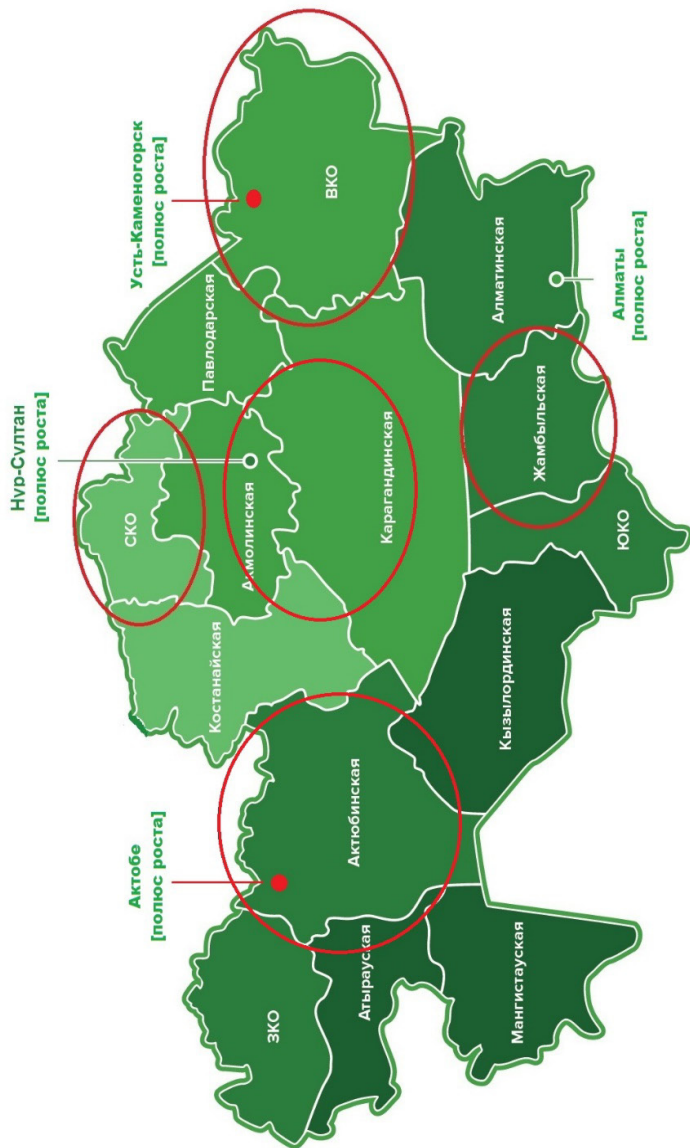 Нур-Султан
[полюс роста]
Усть-Каменогорск
[полюс роста]
Актобе
[полюс роста]
СКО
Павлодарская
Костанайская
Акмолинская
ВКО
ЗКО
Актюбинская
Карагандинская
Атырауская
Алматинская
Кызылординская
Жамбыльская
Мангистауская
ЮКО
Алматы
[полюс роста]